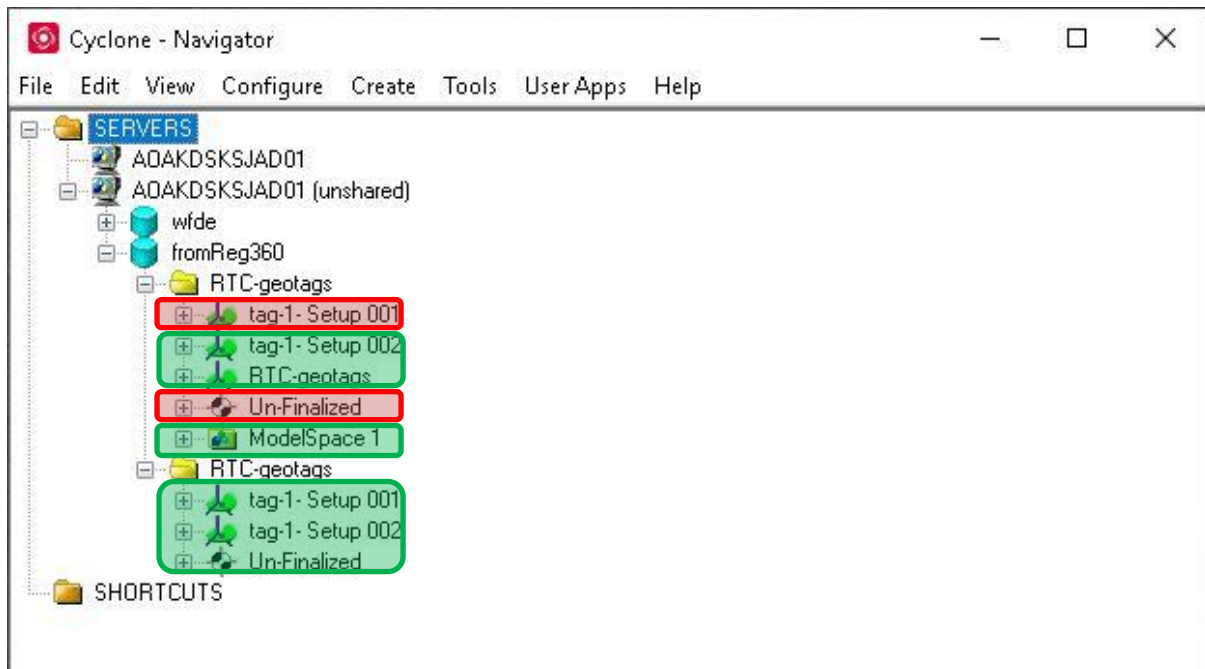 Cyclone - Navigator
File Edit View Configure Create Tools User Apps Help
SERVERS
AOAKDSKSJAD01
AOAKDSKSJAD01 (unshared)
wfde
fromReg360
RTC-geotags
tag-1- Setup 001
tag-1- Setup 002
RTC-geotags
Un-Finalized
ModelSpace 1
RTC-geotags
tag-1- Setup 001
tag-1- Setup 002
Un-Finalized
SHORTCUTS